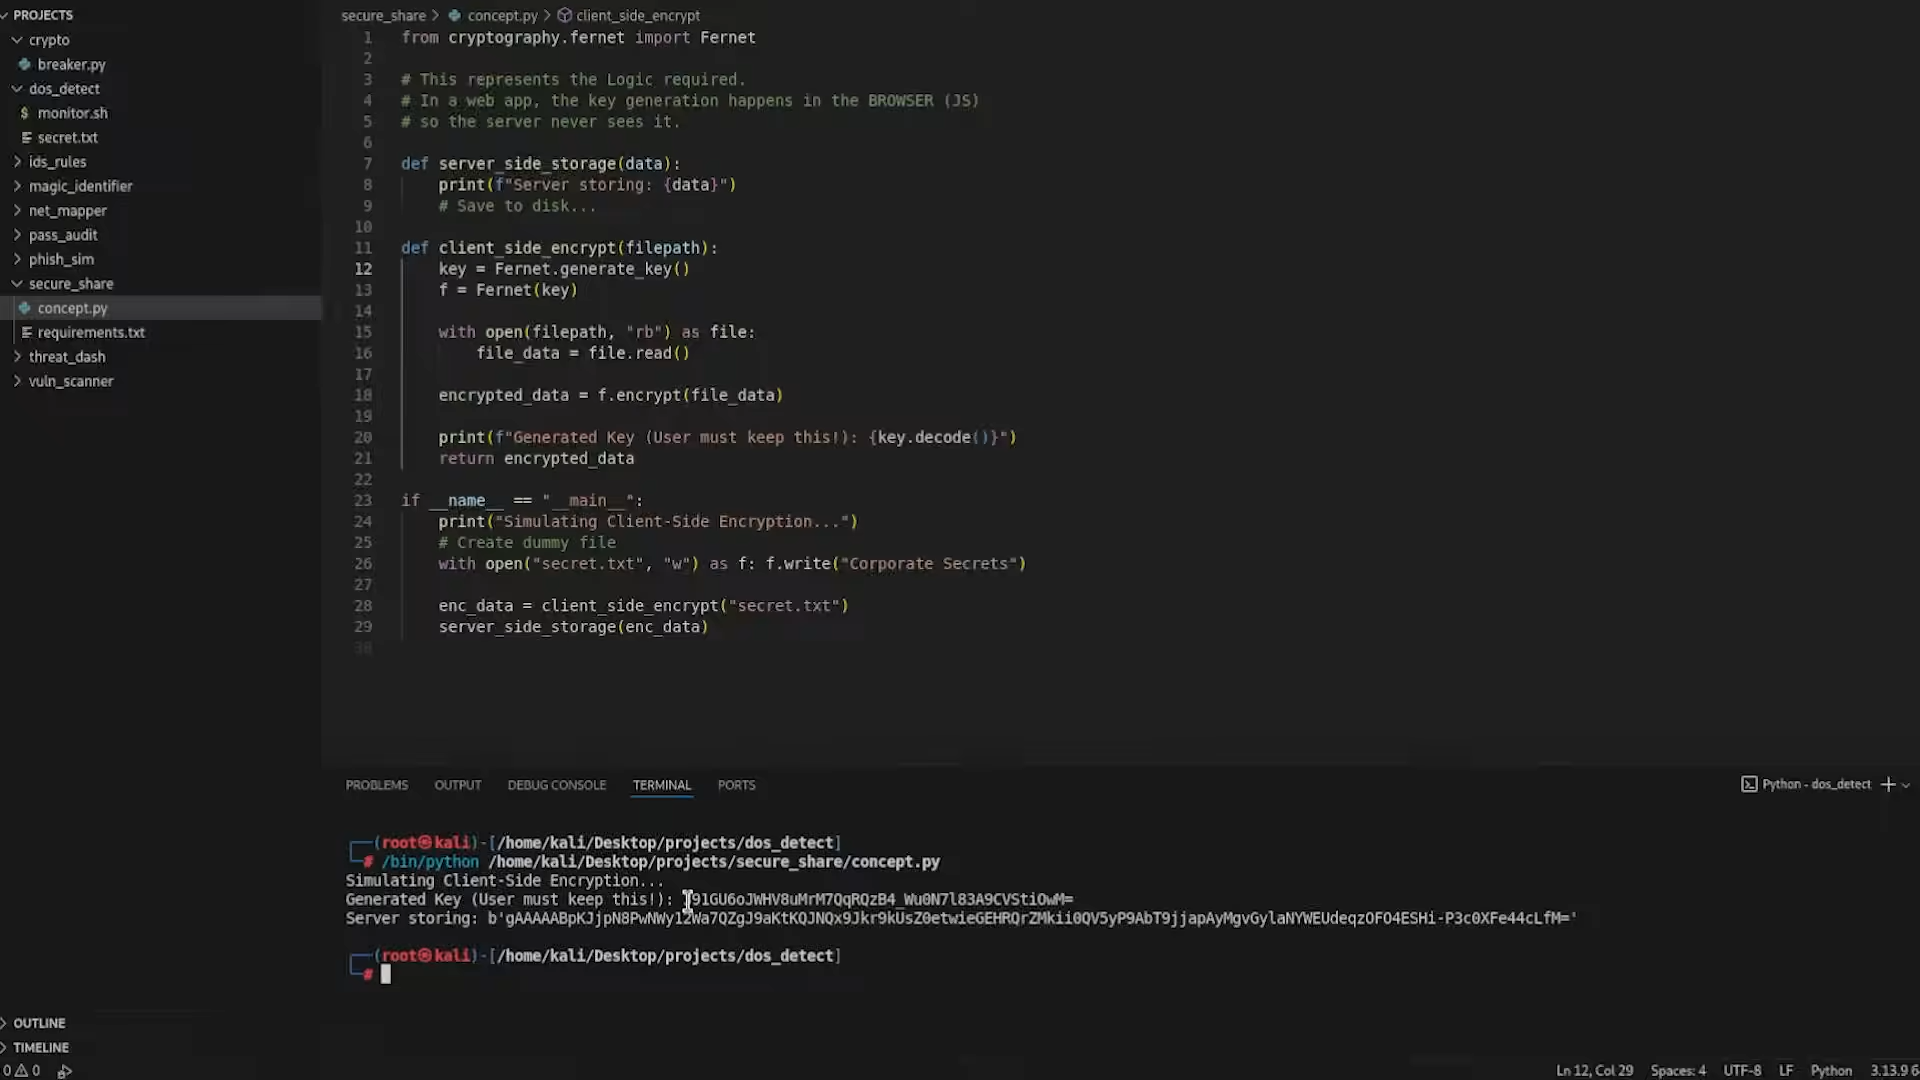 PROJECTS
crypto
breaker.py
dos_detect
$ monitor.sh
secret.txt
ids_rules
magic_identifier
net_mapper
pass_audit
phish_sim
secure_share
concept.py
requirements.txt
threat_dash
vuln_scanner
OUTLINE
TIMELINE
secure_share > concept.py > client_side_encrypt
1 from cryptography.fernet import Fernet
2
3 # This represents the Logic required.
4 # In a web app, the key generation happens in the BROWSER (JS)
5 # so the server never sees it.
6
7 def server_side_storage(data):
8 print(f"Server storing: {data}")
9 # Save to disk...
10
11 def client_side_encrypt(filepath):
12 key = Fernet.generate_key()
13 f = Fernet(key)
14
15 with open(filepath, "rb") as file:
16 file_data = file.read()
17
18 encrypted_data = f.encrypt(file_data)
19
20 print(f"Generated Key (User must keep this!): {key.decode()}")
21 return encrypted_data
22
23 if __name__ == "__main__":
24 print("Simulating Client-Side Encryption...")
25 # Create dummy file
26 with open("secret.txt", "w") as f: f.write("Corporate Secrets")
27
28 enc_data = client_side_encrypt("secret.txt")
29 server_side_storage(enc_data)
30
PROBLEMS OUTPUT DEBUG CONSOLE TERMINAL PORTS
Python - dos_detect
(root㉿kali)-[/home/kali/Desktop/projects/dos_detect]
# /bin/python /home/kali/Desktop/projects/secure_share/concept.py
Simulating Client-Side Encryption...
Generated Key (User must keep this!):
Server storing:
(root㉿kali)-[/home/kali/Desktop/projects/dos_detect]
#
0 0
Ln 12, Col 29 Spaces: 4 UTF-8 LF Python 3.13.9 6